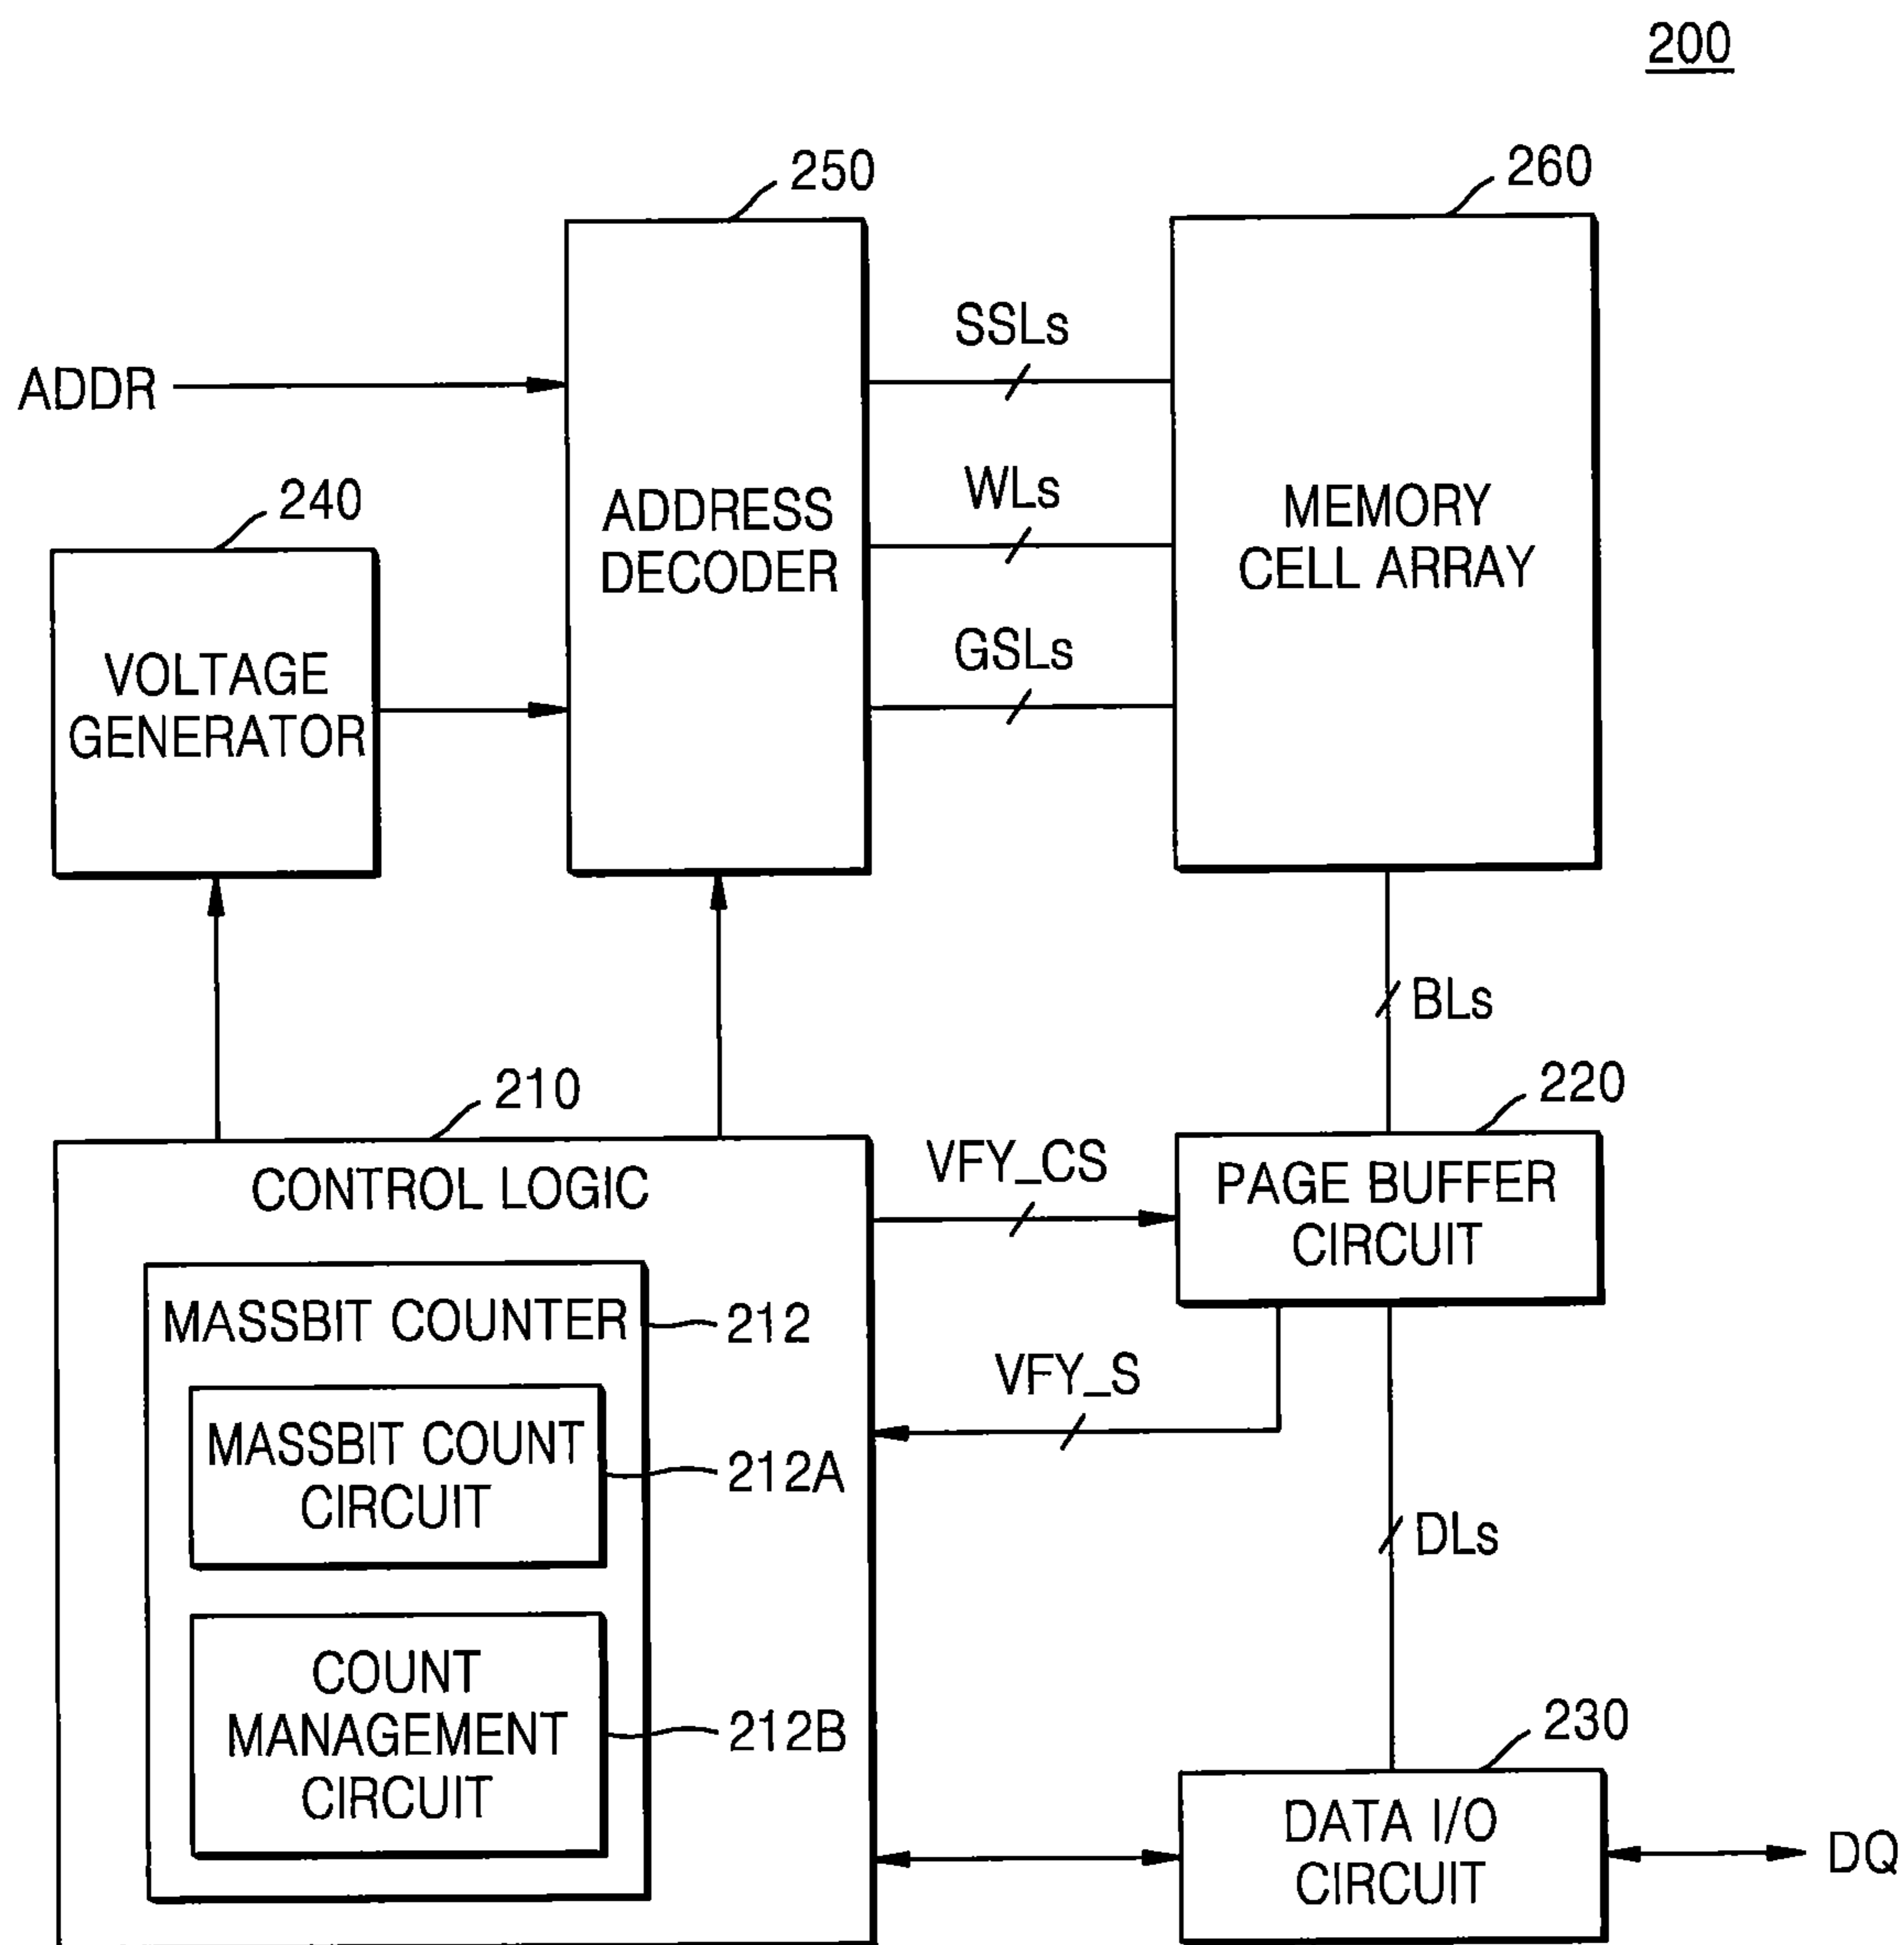 200
250
260
SSLs
ADDR
WLs
240
ADDRESS
DECODER
MEMORY
CELL ARRAY
GSLs
VOLTAGE
GENERATOR
BLs
210
220
CONTROL LOGIC
VFY_CS
PAGE BUFFER
CIRCUIT
MASSBIT COUNTER
212
VFY_S
MASSBIT COUNT
CIRCUIT
212A
DLs
COUNT
MANAGEMENT
CIRCUIT
212B
230
DATA I/O
CIRCUIT
DQ